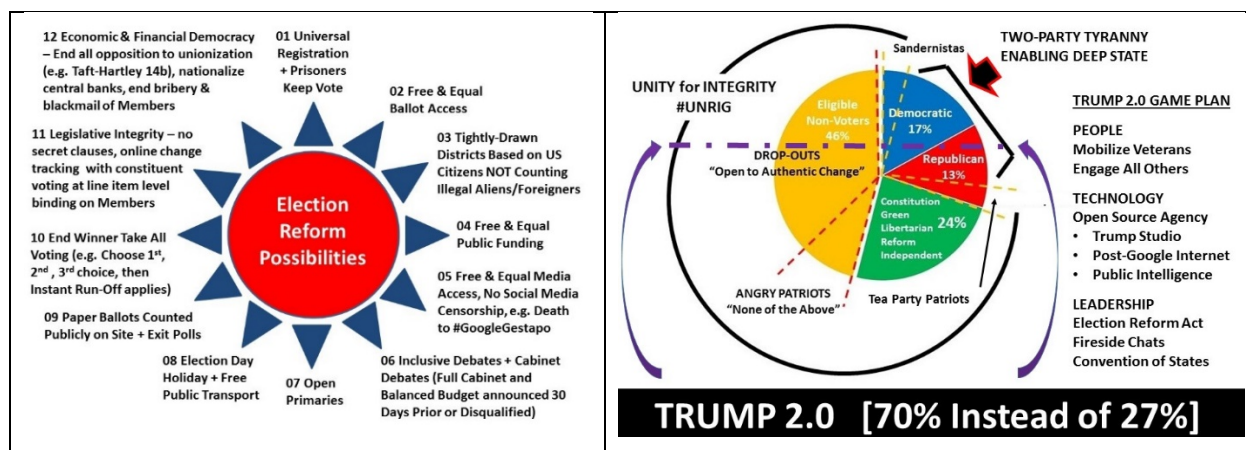 12 Economic & Financial Democracy
– End all opposition to unionization
(e.g. Taft-Hartley 14b), nationalize
central banks, end bribery &
blackmail of Members
01 Universal
Registration
+ Prisoners
Keep Vote
02 Free & Equal
Ballot Access
03 Tightly-Drawn
Districts Based on US
Citizens NOT Counting
Illegal Aliens/Foreigners
04 Free & Equal
Public Funding
05 Free & Equal Media
Access, No Social Media
Censorship, e.g. Death
to #GoogleGestapo
06 Inclusive Debates + Cabinet
Debates (Full Cabinet and
Balanced Budget announced 30
Days Prior or Disqualified)
07 Open
Primaries
08 Election Day
Holiday + Free
Public Transport
09 Paper Ballots Counted
Publicly on Site + Exit Polls
10 End Winner Take All
Voting (e.g. Choose 1st,
2nd , 3rd choice, then
Instant Run-Off applies)
11 Legislative Integrity – no
secret clauses, online change
tracking with constituent
voting at line item level
binding on Members
Election
Reform
Possibilities
UNITY for INTEGRITY
#UNRIG
Sandernistas
TWO-PARTY TYRANNY
ENABLING DEEP STATE
Eligible
Non-Voters
46%
DROP-OUTS
“Open to Authentic Change”
Democratic
17%
Republican
13%
Constitution
Green
Libertarian
Reform
Independent
24%
ANGRY PATRIOTS
“None of the Above”
Tea Party Patriots
TRUMP 2.0 GAME PLAN
PEOPLE
Mobilize Veterans
Engage All Others
TECHNOLOGY
Open Source Agency
• Trump Studio
• Post-Google Internet
• Public Intelligence
LEADERSHIP
Election Reform Act
Fireside Chats
Convention of States
TRUMP 2.0 [70% Instead of 27%]